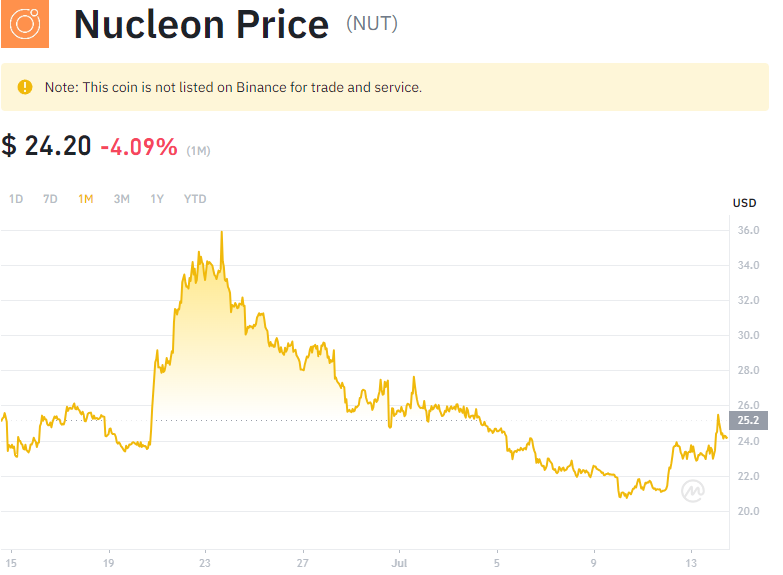 Nucleon Price (NUT)
Note: This coin is not listed on Binance for trade and service.
$ 24.20 -4.09% (1M)
1D 7D 1M 3M 1Y YTD
USD
36.0
34.0
32.0
30.0
28.0
26.0
25.2
24.0
22.0
20.0
15 19 23 27 Jul 5 9 13